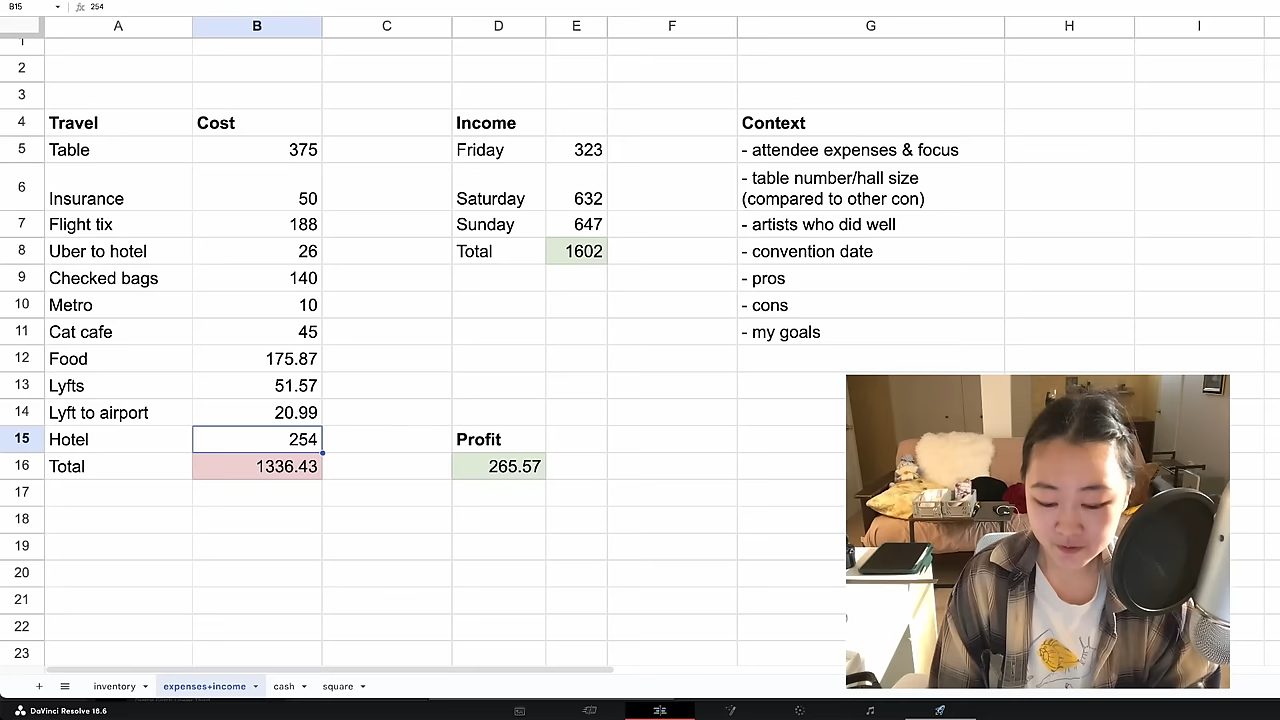 B15 fx 254
A B C D E F G H I
1
2
3
4 Travel Cost Income Context
5 Table 375 Friday 323 - attendee expenses & focus
6 Insurance 50 Saturday 632 - table number/hall size
(compared to other con)
7 Flight tix 188 Sunday 647 - artists who did well
8 Uber to hotel 26 Total 1602 - convention date
9 Checked bags 140 - pros
10 Metro 10 - cons
11 Cat cafe 45 - my goals
12 Food 175.87
13 Lyfts 51.57
14 Lyft to airport 20.99
15 Hotel 254 Profit
16 Total 1336.43 265.57
17
18
19
20
21
22
23
+ inventory expenses+income cash square
DaVinci Resolve 18.6